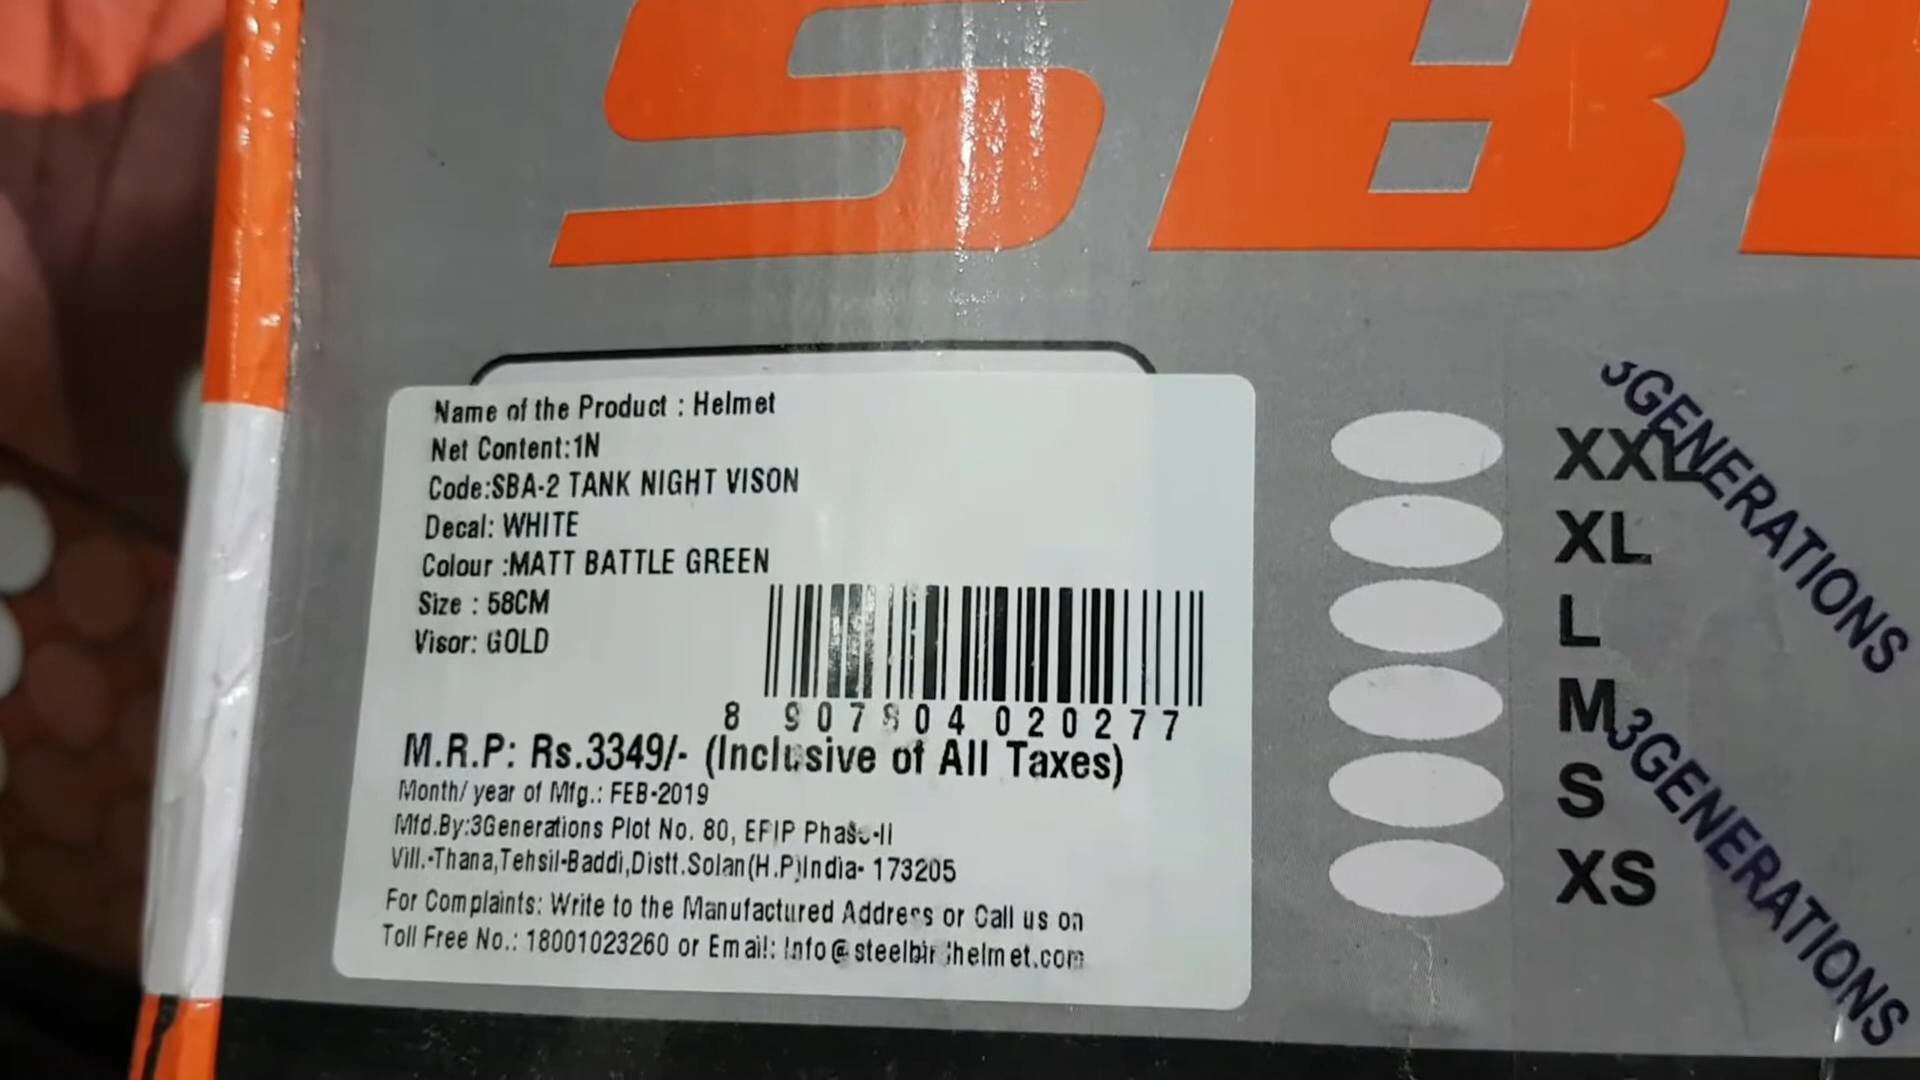 SB
Name of the Product : Helmet
Net Content:1N
Code:SBA-2 TANK NIGHT VISON
Decal: WHITE
Colour :MATT BATTLE GREEN
Size : 58CM
Visor: GOLD
8 907804 020277
M.R.P: Rs.3349/- (Inclusive of All Taxes)
Month/ year of Mfg.: FEB-2019
Mfd.By:3Generations Plot No. 80, EPIP Phase-II
Vill.-Thana,Tehsil-Baddi,Distt.Solan(H.P)India- 173205
For Complaints: Write to the Manufactured Address or Call us on
Toll Free No.: 18001023260 or Email: Info@steelbirdhelmet.com
XXL
XL
L
M
S
XS
3GENERATIONS
3GENERATIONS